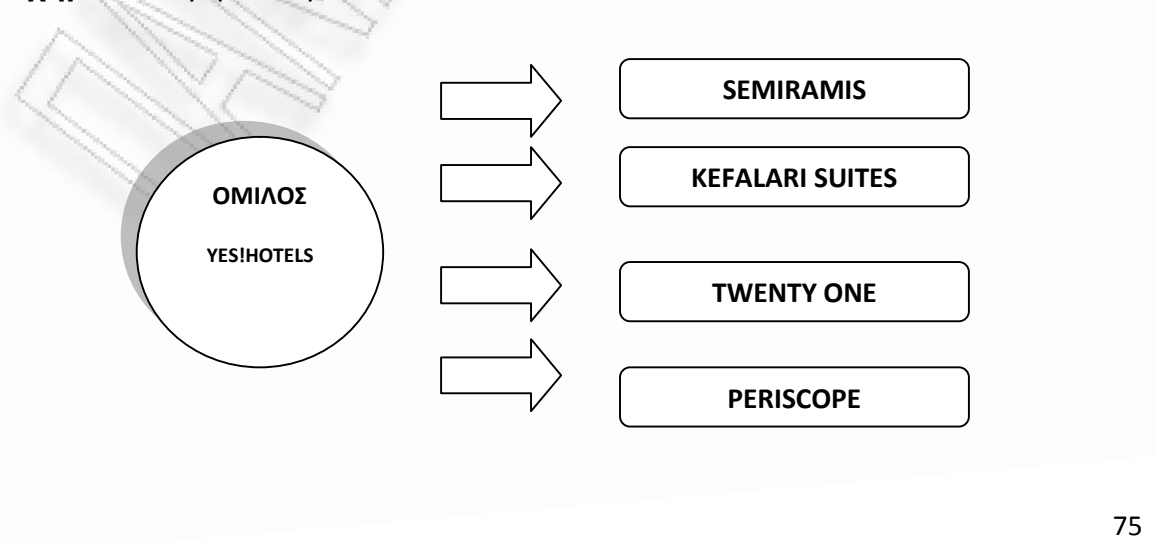 ΟΜΙΛΟΣ
YES!HOTELS
SEMIRAMIS
KEFALARI SUITES
TWENTY ONE
PERISCOPE
75